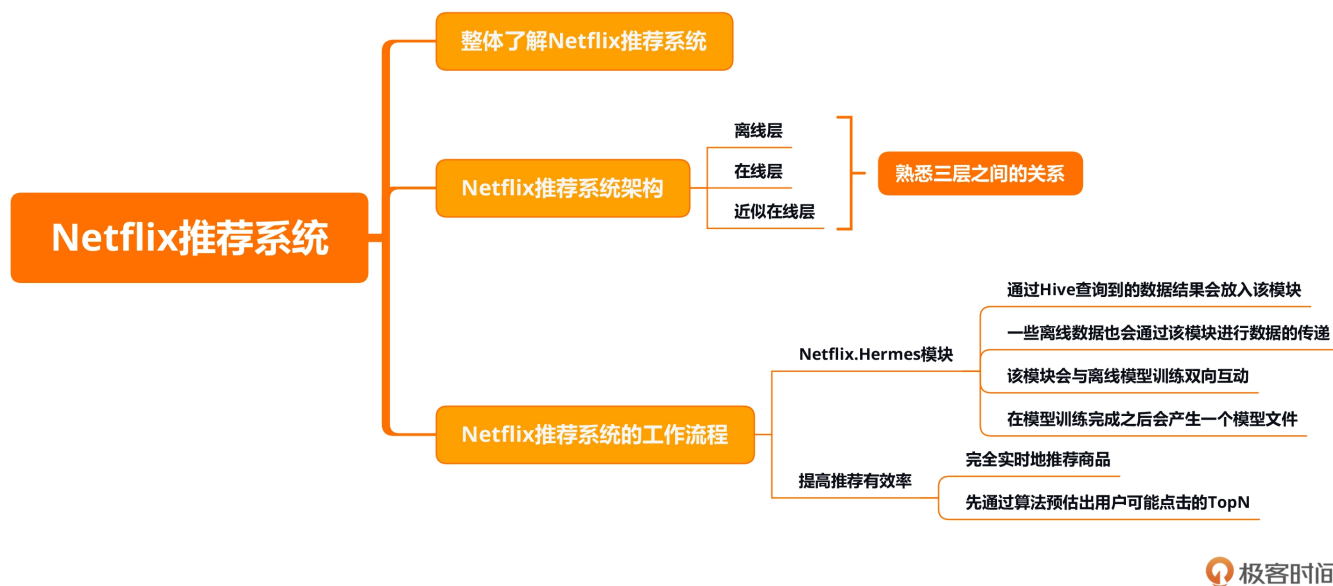 Netflix推荐系统
整体了解Netflix推荐系统
Netflix推荐系统架构
离线层
在线层
近似在线层
熟悉三层之间的关系
Netflix推荐系统的工作流程
Netflix.Hermes模块
通过Hive查询到的数据结果会放入该模块
一些离线数据也会通过该模块进行数据的传递
该模块会与离线模型训练双向互动
在模型训练完成之后会产生一个模型文件
提高推荐有效率
完全实时地推荐商品
先通过算法预估出用户可能点击的TopN
极客时间